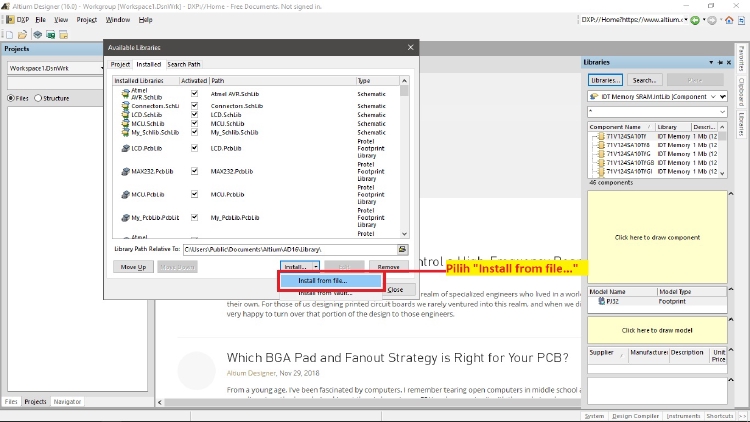 Altium Designer (16.0) - Workgroup [Workspace1.DsnWrk] - DXP://Home - Free Documents. Not signed in.
DXP File View Project Window Help
DXP://Home?https://www.altium.c
Projects
Workspace1.DsnWrk
Files Structure
Available Libraries
Project Installed Search Path
Installed Libraries Activated Path Type
Atmel AVR.SchLib Atmel AVR.SchLib Schematic
Connectors.SchLi Connectors.SchLib Schematic
LCD.SchLib LCD.SchLib Schematic
MCU.SchLib MCU.SchLib Schematic
My_Schlib.SchLib My_Schlib.SchLib Schematic
LCD.PcbLib LCD.PcbLib Protel Footprint Library
MAX232.PcbLib MAX232.PcbLib Protel Footprint Library
MCU.PcbLib MCU.PcbLib Protel Footprint Library
My_PcbLib.PcbLit My_PcbLib.PcbLib Protel Footprint Library
Atmel Protel
Library Path Relative To: C:\Users\Public\Documents\Altium\AD16\Library\
Move Up Move Down Install... Edit Remove
Install from file...
Install from vault...
Close
Pilih "Install from file..."
ntrol a High-Frequency
realm of specialized engineers who lived in a world
their own. For those of us designing printed circuit boards we rarely ventured into this realm, and when we di
very happy to turn over that portion of the design to those engineers.
Which BGA Pad and Fanout Strategy is Right for Your PCB?
Altium Designer, Nov 29, 2018
From a young age, I've been fascinated by computers. I remember tearing open computers in middle school a
Libraries
Libraries... Search... Place
IDT Memory SRAM.IntLib [Component
*
Component Name Library Descri...
71V124SA10TY IDT Memory 1 Mb (12
71V124SA10TY8 IDT Memory 1 Mb (12
71V124SA10TYG IDT Memory 1 Mb (12
71V124SA10TYG8 IDT Memory 1 Mb (12
71V124SA10TYGI IDT Memory 1 Mb (12
46 components
Click here to draw component
Model Name Model Type
PJ32 Footprint
Click here to draw model
Supplier Manufacturer Description Unit Price
Favorites
Clipboard
Libraries
Files Projects Navigator
System Design Compiler Instruments Shortcuts >>